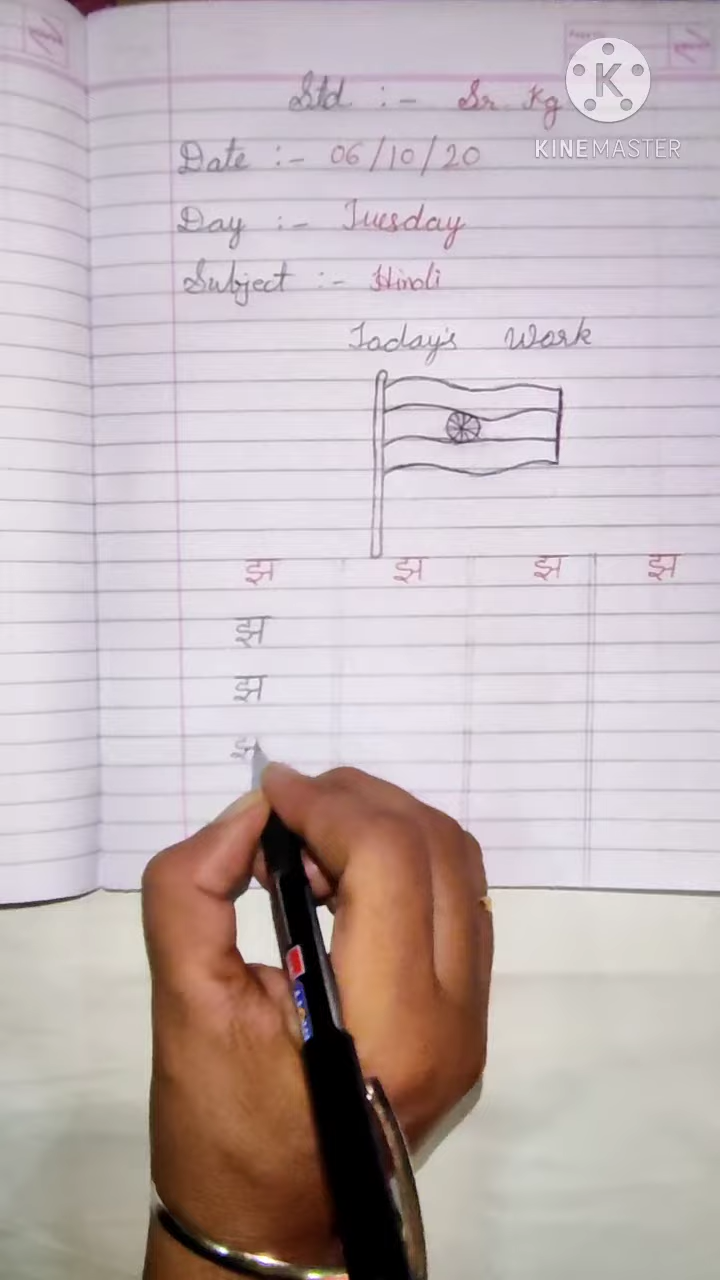 Std :- Sr. Kg
K
KINEMASTER
Date :- 06/10/20
Day :- Tuesday
Subject :- Hindi
Today's Work
झ झ झ झ
झ
झ
झ